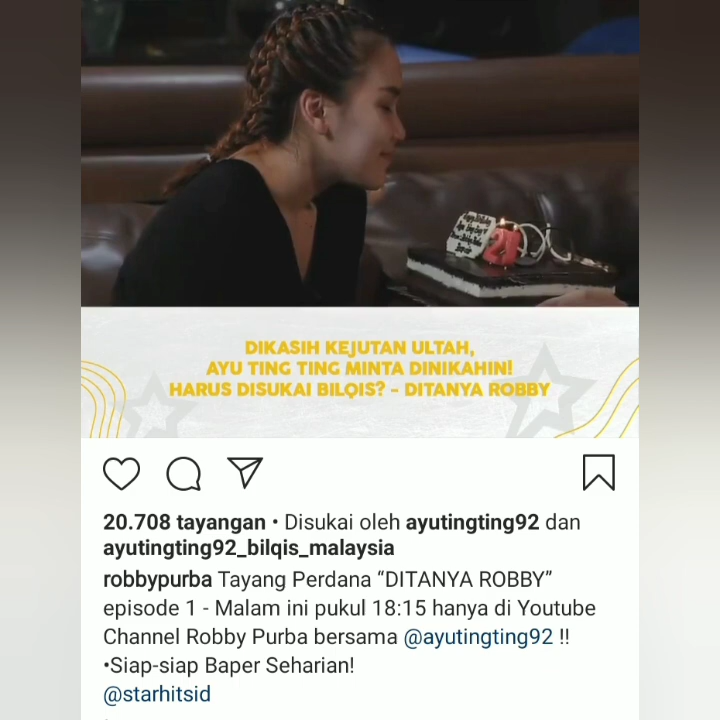 21
DIKASIH KEJUTAN ULTAH,
AYU TING TING MINTA DINIKAHIN!
HARUS DISUKAI BILQIS? - DITANYA ROBBY
20.708 tayangan • Disukai oleh ayutingting92 dan
ayutingting92_bilqis_malaysia
robbypurba Tayang Perdana “DITANYA ROBBY”
episode 1 - Malam ini pukul 18:15 hanya di Youtube
Channel Robby Purba bersama @ayutingting92 !!
•Siap-siap Baper Seharian!
@starhitsid